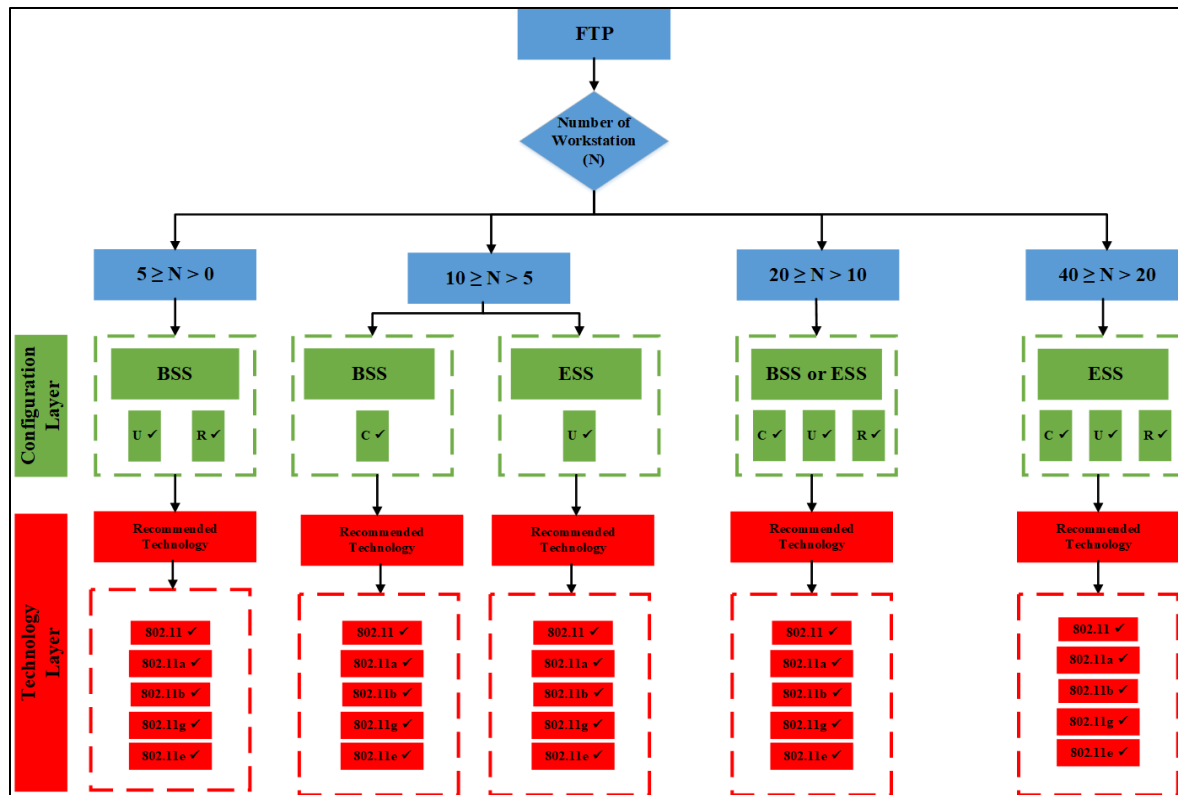 FTP
Number of
Workstation
(N)
5 ≥ N > 0
10 ≥ N > 5
20 ≥ N > 10
40 ≥ N > 20
Configuration
Layer
BSS
U ✓
R ✓
BSS
C ✓
ESS
U ✓
BSS or ESS
C ✓
U ✓
R ✓
ESS
C ✓
U ✓
R ✓
Technology
Layer
Recommended
Technology
802.11 ✓
802.11a ✓
802.11b ✓
802.11g ✓
802.11e ✓
Recommended
Technology
802.11 ✓
802.11a ✓
802.11b ✓
802.11g ✓
802.11e ✓
Recommended
Technology
802.11 ✓
802.11a ✓
802.11b ✓
802.11g ✓
802.11e ✓
Recommended
Technology
802.11 ✓
802.11a ✓
802.11b ✓
802.11g ✓
802.11e ✓
Recommended
Technology
802.11 ✓
802.11a ✓
802.11b ✓
802.11g ✓
802.11e ✓